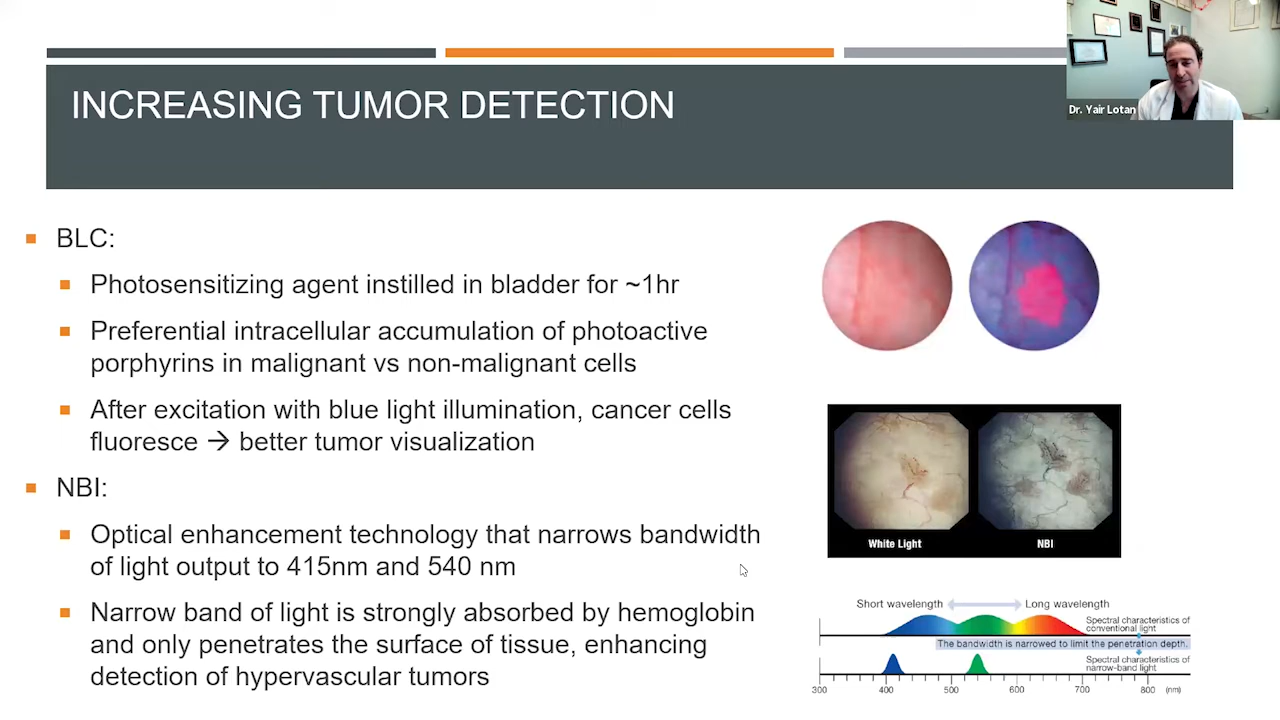 INCREASING TUMOR DETECTION
Dr. Yair Lotan
BLC:
Photosensitizing agent instilled in bladder for ~1hr
Preferential intracellular accumulation of photoactive
porphyrins in malignant vs non-malignant cells
After excitation with blue light illumination, cancer cells
fluoresce → better tumor visualization
NBI:
Optical enhancement technology that narrows bandwidth
of light output to 415nm and 540 nm
Narrow band of light is strongly absorbed by hemoglobin
and only penetrates the surface of tissue, enhancing
detection of hypervascular tumors
White Light
NBI
Short wavelength
Long wavelength
Spectral characteristics of
conventional light
The bandwidth is narrowed to limit the penetration depth.
Spectral characteristics of
narrow-band light
300 400 500 600 700 800 (nm)